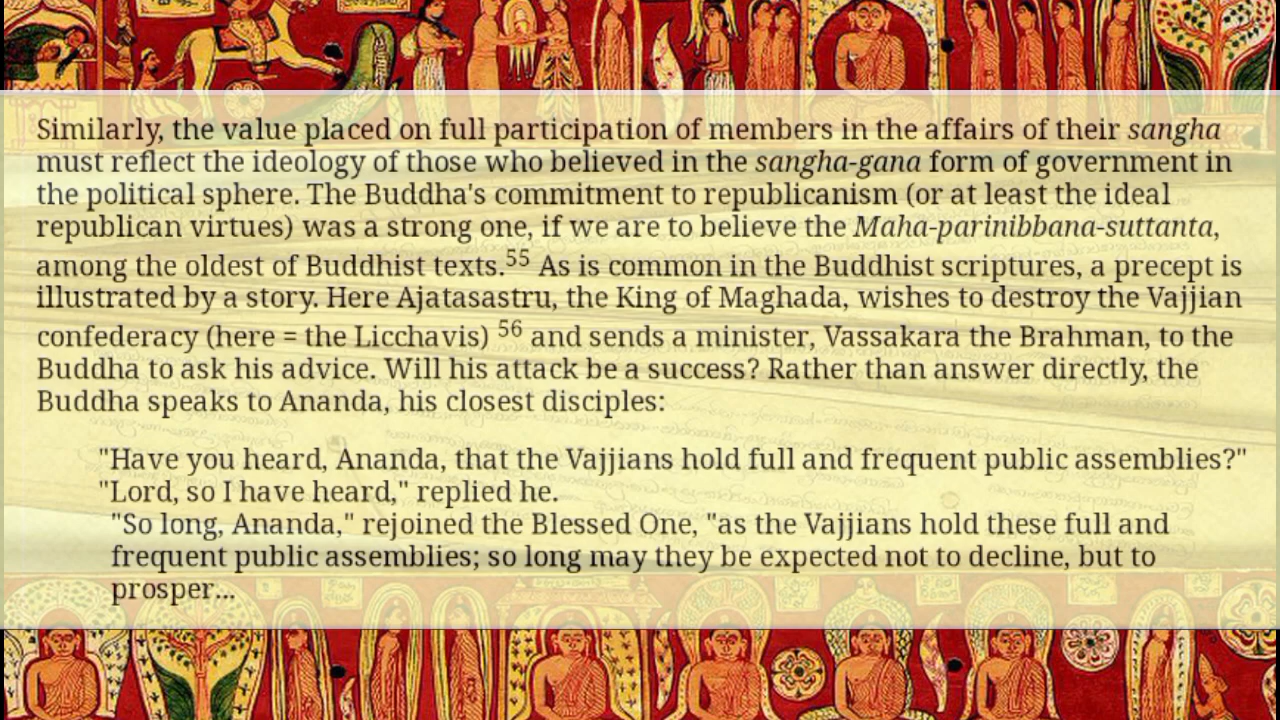 Similarly, the value placed on full participation of members in the affairs of their sangha
must reflect the ideology of those who believed in the sangha-gana form of government in
the political sphere. The Buddha's commitment to republicanism (or at least the ideal
republican virtues) was a strong one, if we are to believe the Maha-parinibbana-suttanta,
among the oldest of Buddhist texts.55 As is common in the Buddhist scriptures, a precept is
illustrated by a story. Here Ajatasastru, the King of Maghada, wishes to destroy the Vajjian
confederacy (here = the Licchavis) 56 and sends a minister, Vassakara the Brahman, to the
Buddha to ask his advice. Will his attack be a success? Rather than answer directly, the
Buddha speaks to Ananda, his closest disciples:
"Have you heard, Ananda, that the Vajjians hold full and frequent public assemblies?"
"Lord, so I have heard," replied he.
"So long, Ananda," rejoined the Blessed One, "as the Vajjians hold these full and
frequent public assemblies; so long may they be expected not to decline, but to
prosper...